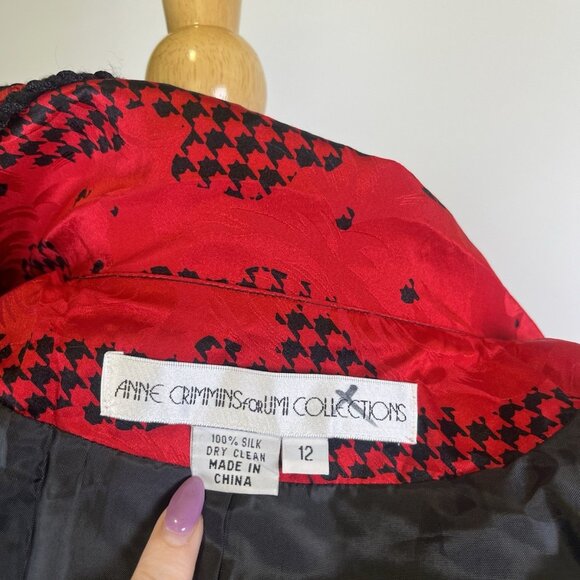 ANNE CRIMMINS FOR UMI COLLECTIONS
100% SILK
DRY CLEAN
MADE IN
CHINA
12